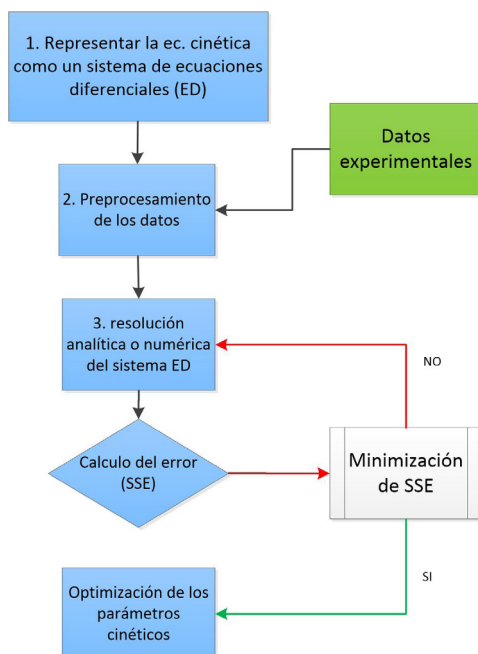 1. Representar la ec. cinética
como un sistema de ecuaciones
diferenciales (ED)
Datos
experimentales
2. Preprocesamiento
de los datos
3. resolución
analítica o numérica
del sistema ED
NO
Calculo del error
(SSE)
Minimización
de SSE
SI
Optimización de los
parámetros
cinéticos